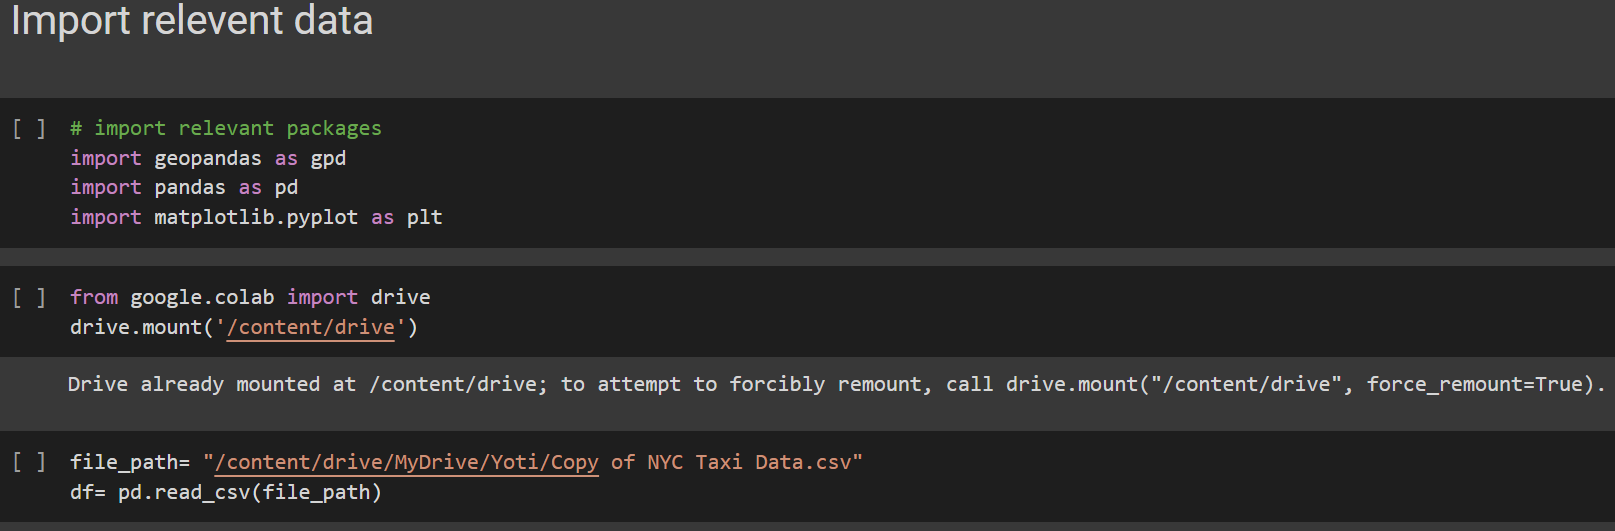 Import relevent data
[ ] # import relevant packages
import geopandas as gpd
import pandas as pd
import matplotlib.pyplot as plt
[ ] from google.colab import drive
drive.mount('/content/drive')
Drive already mounted at /content/drive; to attempt to forcibly remount, call drive.mount("/content/drive", force_remount=True).
[ ] file_path= "/content/drive/MyDrive/Yoti/Copy of NYC Taxi Data.csv"
df= pd.read_csv(file_path)